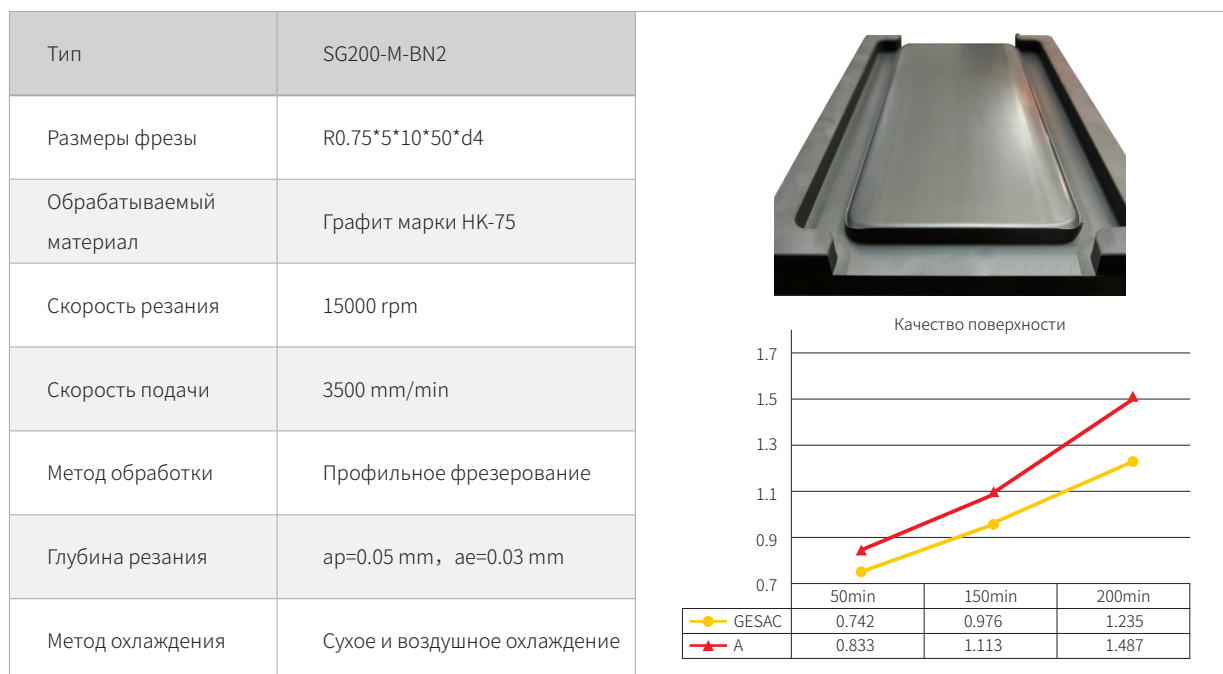 Тип SG200-M-BN2
Размеры фрезы R0.75*5*10*50*d4
Обрабатываемый
материал
Графит марки HK-75
Скорость резания 15000 rpm
Скорость подачи 3500 mm/min
Метод обработки Профильное фрезерование
Глубина резания ap=0.05 mm，ae=0.03 mm
Метод охлаждения Сухое и воздушное охлаждение
Качество поверхности
1.7
1.5
1.3
1.1
0.9
0.7
50min 150min 200min
GESAC 0.742 0.976 1.235
A 0.833 1.113 1.487